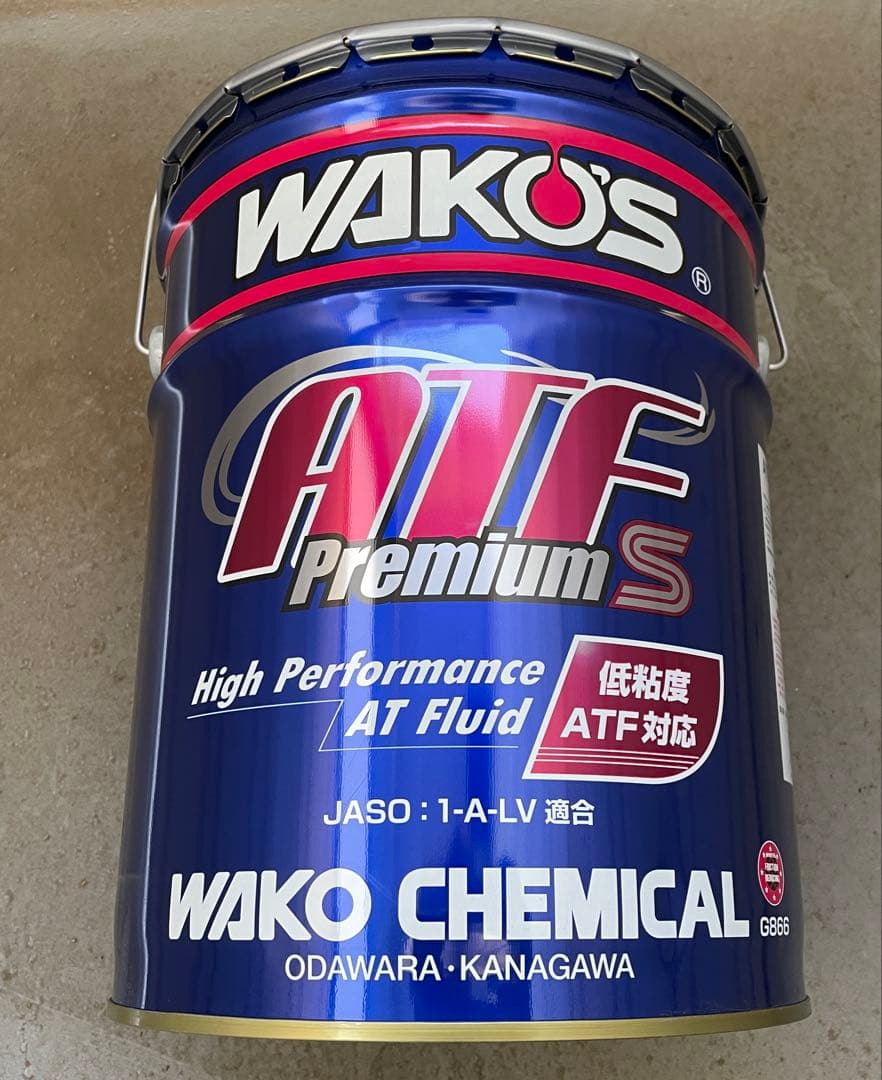 WAKO'S
®
ATF
Premium S
High Performance
AT Fluid
低粘度
ATF対応
JASO : 1-A-LV 適合
WAKO CHEMICAL
G866
ODAWARA・KANAGAWA